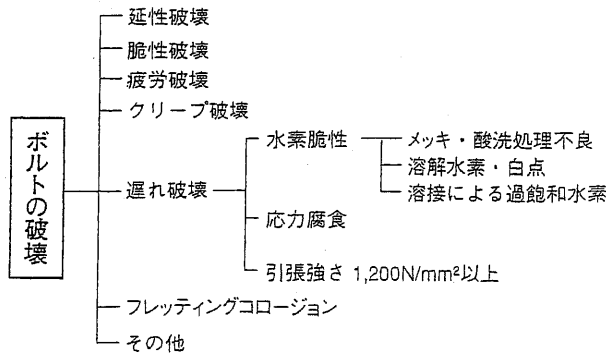 ボルトの破壊
延性破壊
脆性破壊
疲労破壊
クリープ破壊
遅れ破壊
水素脆性
メッキ・酸洗処理不良
溶解水素・白点
溶接による過飽和水素
応力腐食
引張強さ 1,200N/mm²以上
フレッティングコロージョン
その他